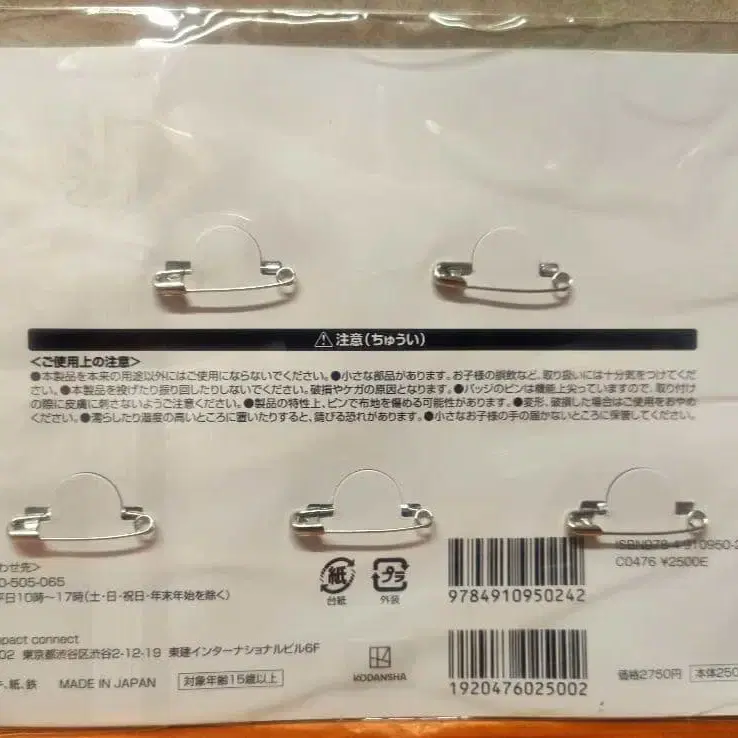 ⚠注意(ちゅうい)
<ご使用上の注意>
●本製品を本来の用途以外にはご使用にならないでください。●小さな部品があります。お子様の誤飲など、取り扱いには十分気をつけてくだ
さい。●本製品を投げたり振り回したりしないでください。破損やケガの原因となります。●バッジのピンは機能上尖っていますので、取り付け
の際に皮膚に刺さないようご注意ください。●製品の特性上、ピンで布地を傷める可能性があります。●変形、破損した場合はご使用をおやめ
ください。●濡らしたり湿度の高いところに置いたりすると、錆びる恐れがあります。●小さなお子様の手の届かないところに保管してください。
わせ先>
0-505-065
平日10時〜17時(土・日・祝日・年末年始を除く)
紙
台紙
プラ
外装
9784910950242
ISBN978-4-910950-2
C0476 ¥2500E
mpact connect
02 東京都渋谷区渋谷2-12-19 東建インターナショナルビル6F
KODANSHA
1920476025002
価格2750円
本体250
キ、紙、鉄 MADE IN JAPAN 対象年齢15歳以上